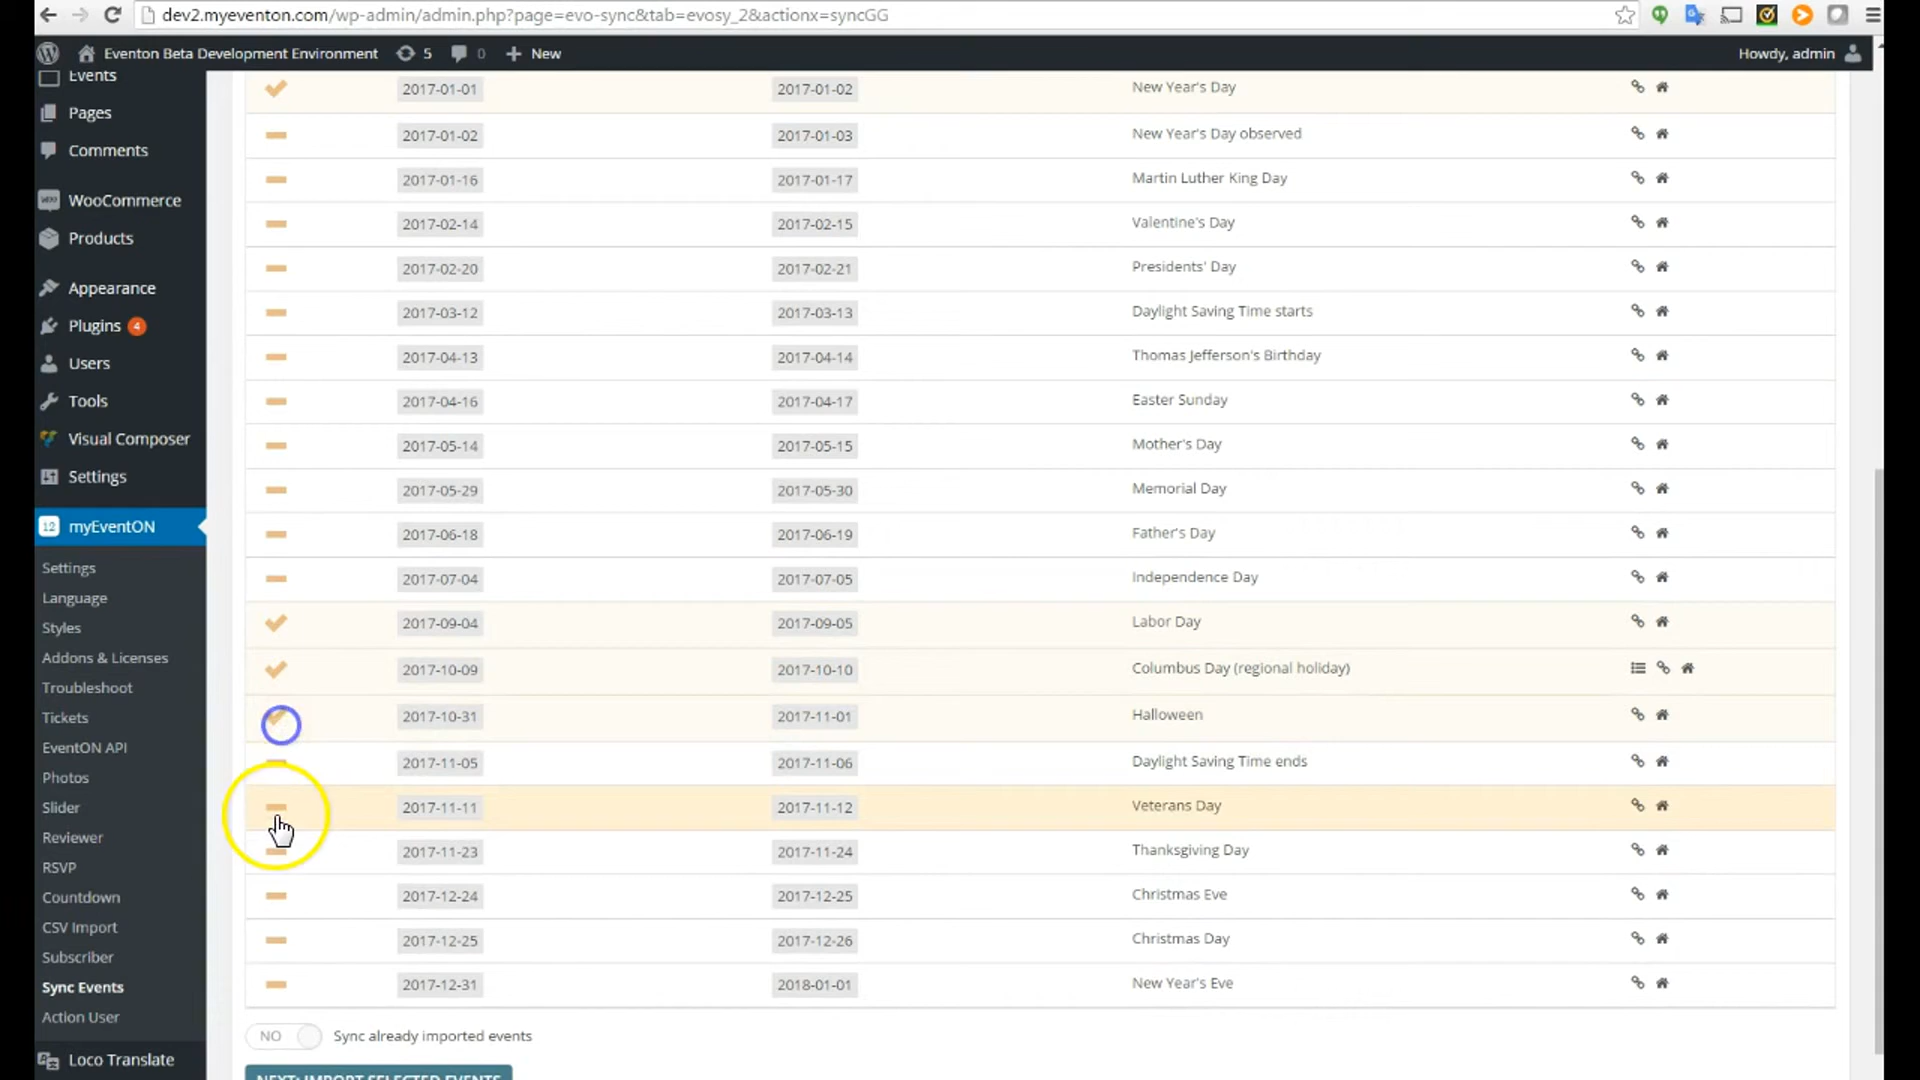 dev2.myeventon.com/wp-admin/admin.php?page=evo-sync&tab=evosy_2&actionx=syncGG
Eventon Beta Development Environment 5 0 New Howdy, admin
Events
Pages
Comments
WooCommerce
Products
Appearance
Plugins 4
Users
Tools
Visual Composer
Settings
12 myEventON
Settings
Language
Styles
Addons & Licenses
Troubleshoot
Tickets
EventON API
Photos
Slider
Reviewer
RSVP
Countdown
CSV Import
Subscriber
Sync Events
Action User
Loco Translate
2017-01-01 2017-01-02 New Year's Day
2017-01-02 2017-01-03 New Year's Day observed
2017-01-16 2017-01-17 Martin Luther King Day
2017-02-14 2017-02-15 Valentine's Day
2017-02-20 2017-02-21 Presidents' Day
2017-03-12 2017-03-13 Daylight Saving Time starts
2017-04-13 2017-04-14 Thomas Jefferson's Birthday
2017-04-16 2017-04-17 Easter Sunday
2017-05-14 2017-05-15 Mother's Day
2017-05-29 2017-05-30 Memorial Day
2017-06-18 2017-06-19 Father's Day
2017-07-04 2017-07-05 Independence Day
2017-09-04 2017-09-05 Labor Day
2017-10-09 2017-10-10 Columbus Day (regional holiday)
2017-10-31 2017-11-01 Halloween
2017-11-05 2017-11-06 Daylight Saving Time ends
2017-11-11 2017-11-12 Veterans Day
2017-11-23 2017-11-24 Thanksgiving Day
2017-12-24 2017-12-25 Christmas Eve
2017-12-25 2017-12-26 Christmas Day
2017-12-31 2018-01-01 New Year's Eve
NO Sync already imported events
NEXT: IMPORT SELECTED EVENTS